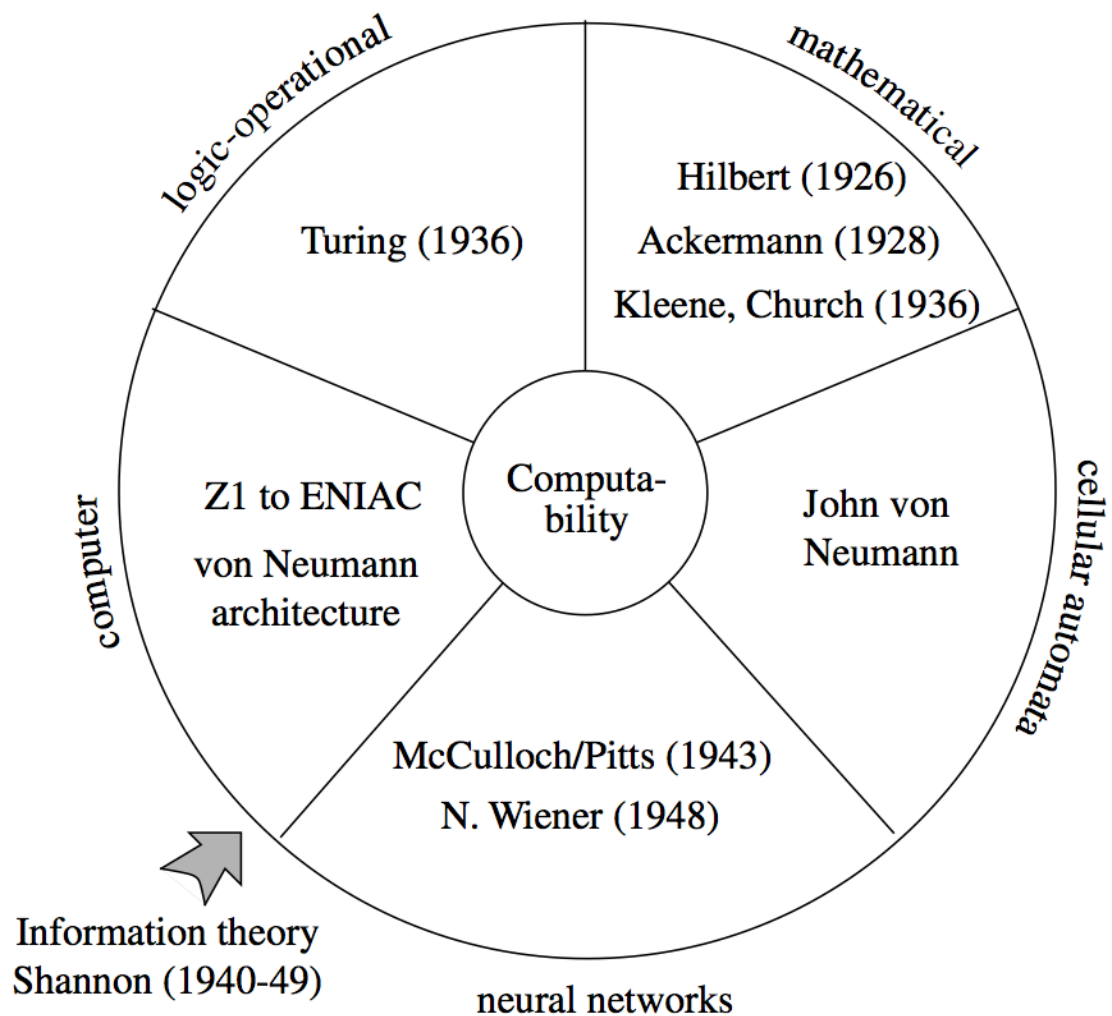 logic-operational
mathematical
Hilbert (1926)
Ackermann (1928)
Kleene, Church (1936)
Turing (1936)
Computa-
bility
Z1 to ENIAC
von Neumann
architecture
computer
John von
Neumann
cellular automata
McCulloch/Pitts (1943)
N. Wiener (1948)
Information theory
Shannon (1940-49)
neural networks